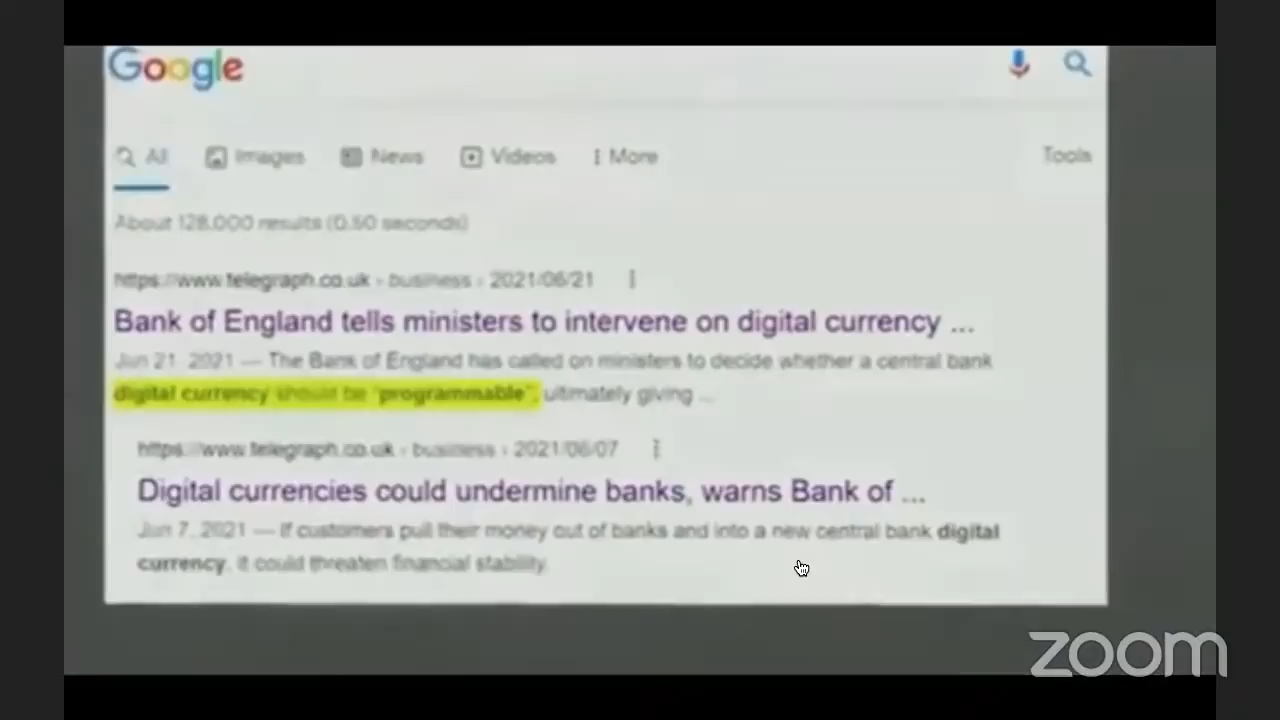 Google
All Images News Videos More Tools
About 128,000 results (0.50 seconds)
https://www.telegraph.co.uk › business › 2021/06/21
Bank of England tells ministers to intervene on digital currency ...
Jun 21, 2021 — The Bank of England has called on ministers to decide whether a central bank
digital currency should be "programmable", ultimately giving ...
https://www.telegraph.co.uk › business › 2021/06/07
Digital currencies could undermine banks, warns Bank of ...
Jun 7, 2021 — If customers pull their money out of banks and into a new central bank digital
currency, it could threaten financial stability.
zoom